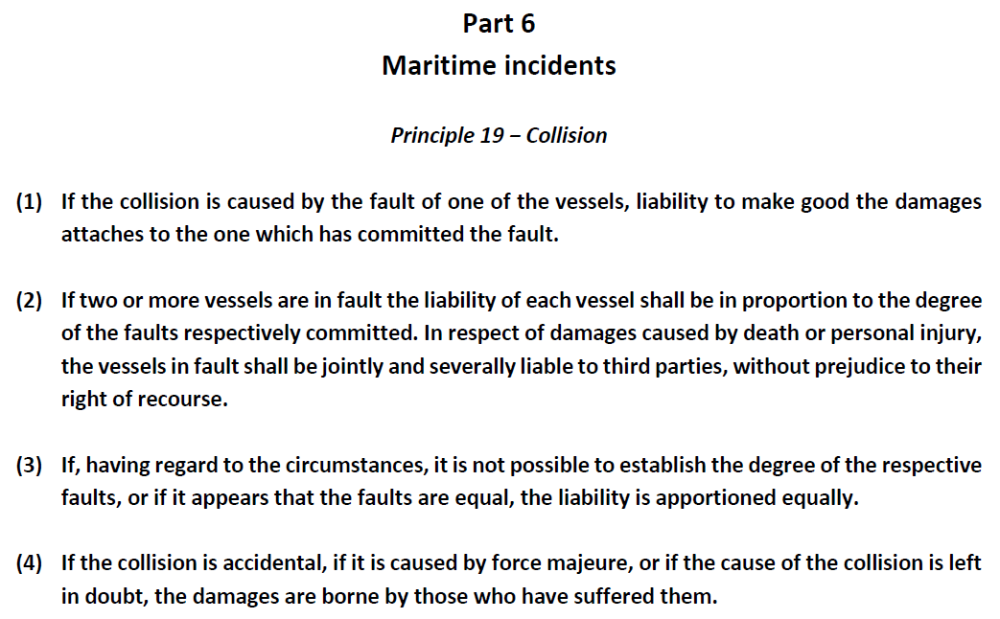 Part 6
Maritime incidents
Principle 19 – Collision
(1) If the collision is caused by the fault of one of the vessels, liability to make good the damages
attaches to the one which has committed the fault.
(2) If two or more vessels are in fault the liability of each vessel shall be in proportion to the degree
of the faults respectively committed. In respect of damages caused by death or personal injury,
the vessels in fault shall be jointly and severally liable to third parties, without prejudice to their
right of recourse.
(3) If, having regard to the circumstances, it is not possible to establish the degree of the respective
faults, or if it appears that the faults are equal, the liability is apportioned equally.
(4) If the collision is accidental, if it is caused by force majeure, or if the cause of the collision is left
in doubt, the damages are borne by those who have suffered them.